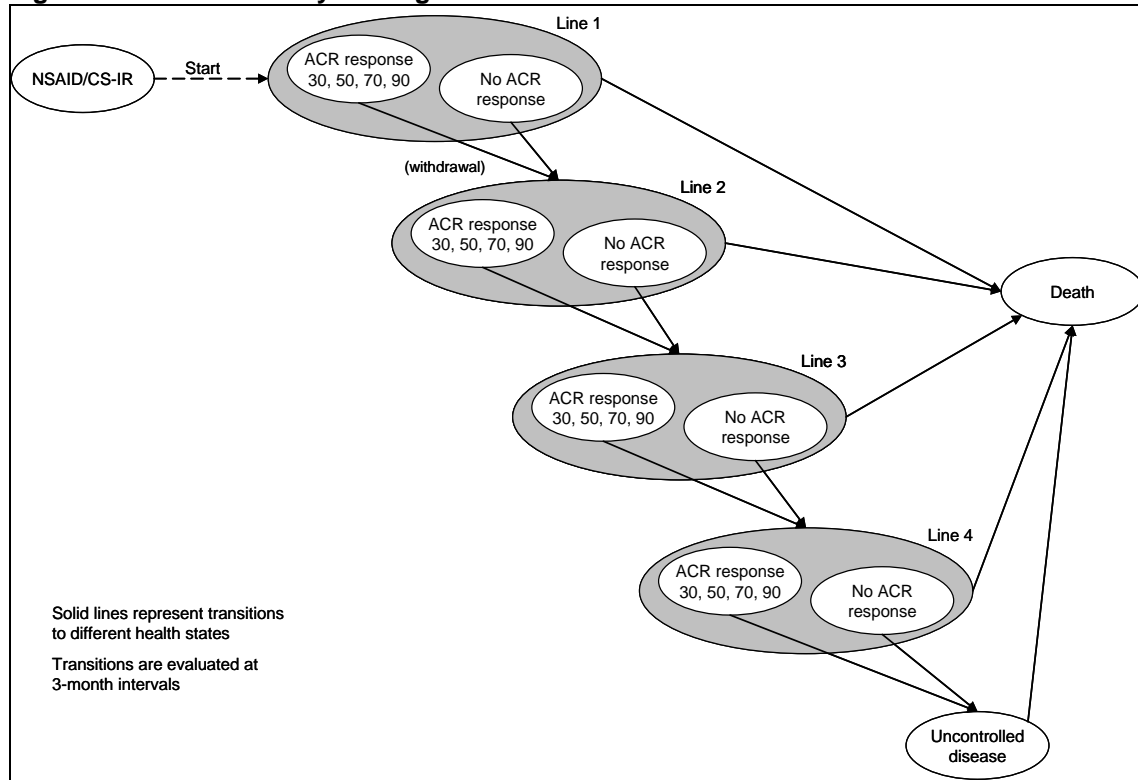 Line 1
NSAID/CS-IR
Start
ACR response
30, 50, 70, 90
No ACR
response
(withdrawal)
Line 2
ACR response
30, 50, 70, 90
No ACR
response
Death
Line 3
ACR response
30, 50, 70, 90
No ACR
response
Line 4
ACR response
30, 50, 70, 90
No ACR
response
Solid lines represent transitions
to different health states
Transitions are evaluated at
3-month intervals
Uncontrolled
disease